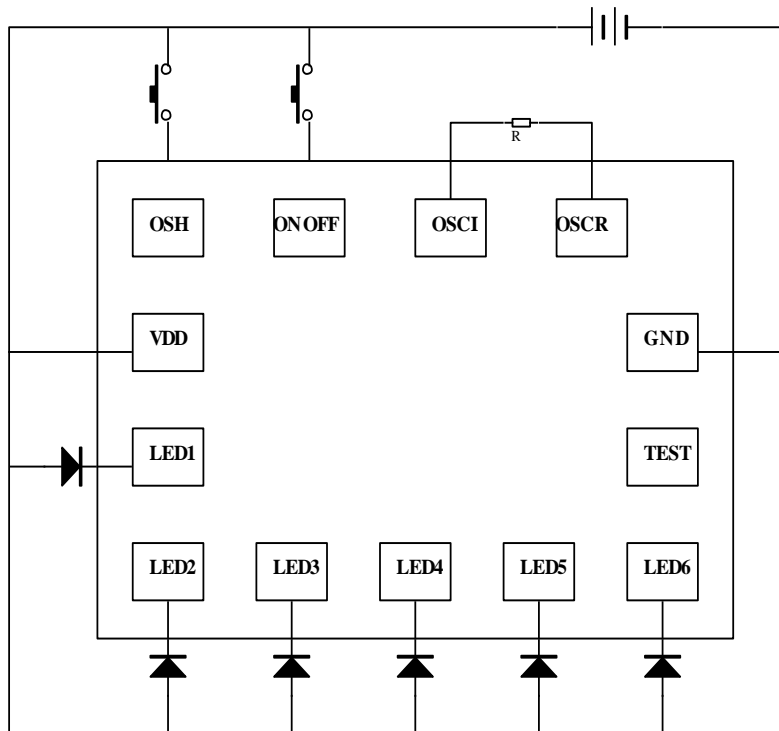 R
OSH
ONOFF
OSCI
OSCR
VDD
GND
LED1
TEST
LED2
LED3
LED4
LED5
LED6